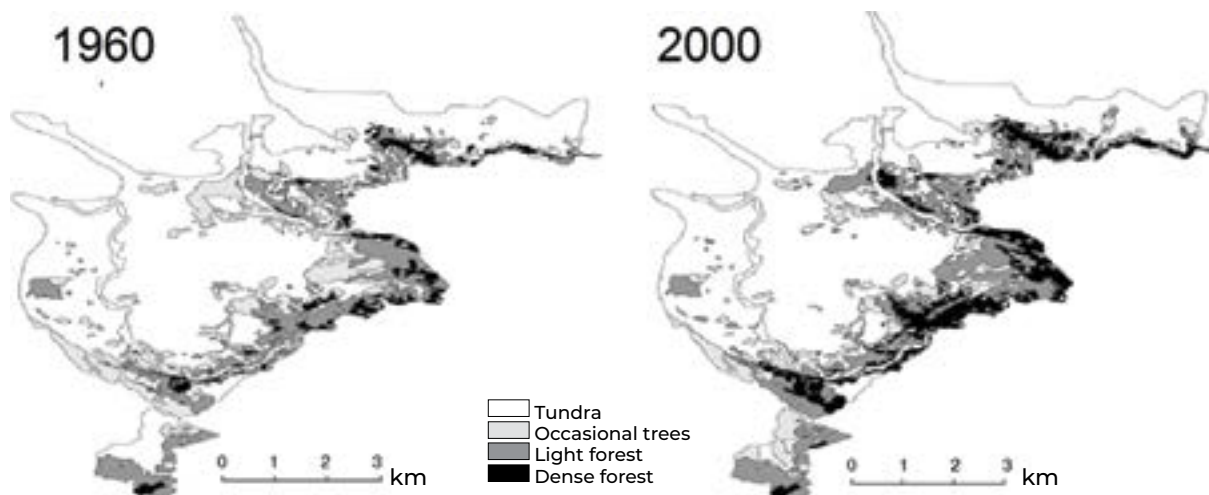 1960
2000
Tundra
Occasional trees
Light forest
Dense forest
0 1 2 3 km
0 1 2 3 km